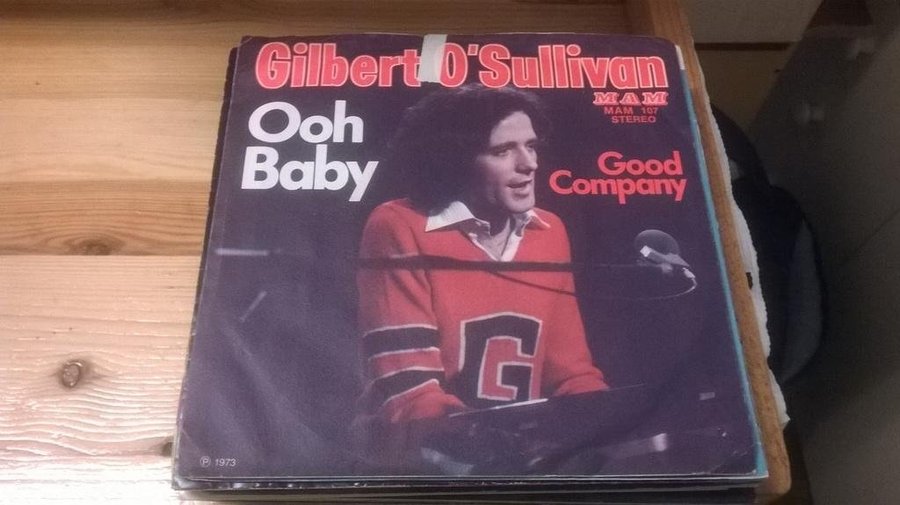 Gilbert O'Sullivan
MAM
MAM 107
STEREO
Ooh
Baby
Good
Company
G
℗ 1973